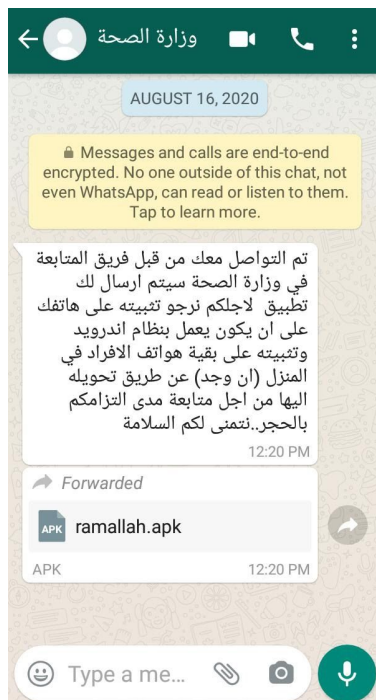 وزارة الصحة
AUGUST 16, 2020
Messages and calls are end-to-end
encrypted. No one outside of this chat, not
even WhatsApp, can read or listen to them.
Tap to learn more.
تم التواصل معك من قبل فريق المتابعة
في وزارة الصحة سيتم ارسال لك
تطبيق لاجلكم نرجو تثبيته على هاتفك
على ان يكون يعمل بنظام اندرويد
وتثبيته على بقية هواتف الافراد في
المنزل (ان وجد) عن طريق تحويله
اليها من اجل متابعة مدى التزامكم
بالحجر..نتمنى لكم السلامة
12:20 PM
Forwarded
APK ramallah.apk
APK 12:20 PM
Type a me...